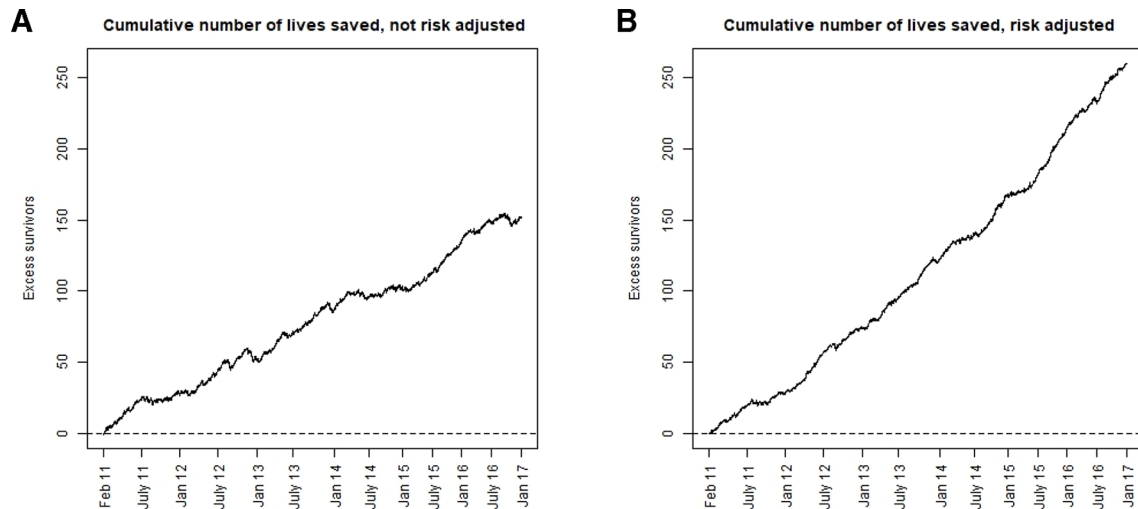 A
Cumulative number of lives saved, not risk adjusted
Excess survivors
250
200
150
100
50
0
Feb 11
July 11
Jan 12
July 12
Jan 13
July 13
Jan 14
July 14
Jan 15
July 15
Jan 16
July 16
Jan 17
B
Cumulative number of lives saved, risk adjusted
Excess survivors
250
200
150
100
50
0
Feb 11
July 11
Jan 12
July 12
Jan 13
July 13
Jan 14
July 14
Jan 15
July 15
Jan 16
July 16
Jan 17